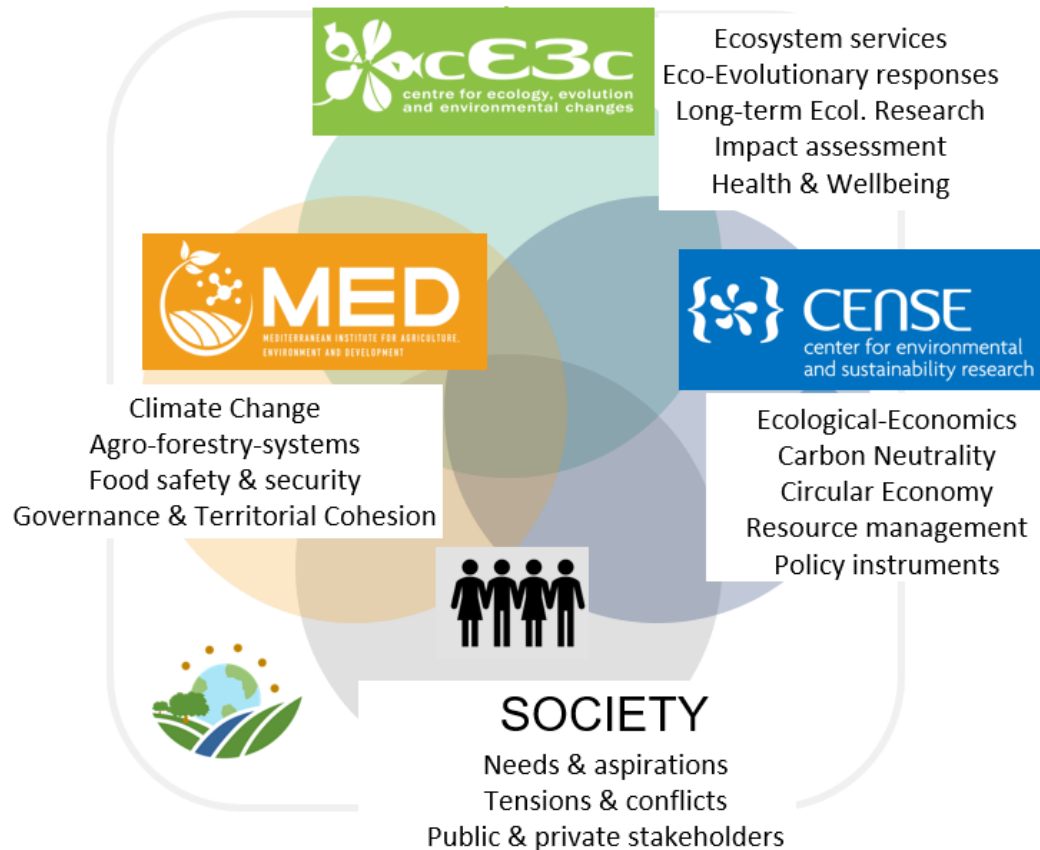 cE3c
centre for ecology, evolution
and environmental changes
Ecosystem services
Eco-Evolutionary responses
Long-term Ecol. Research
Impact assessment
Health & Wellbeing
MED
MEDITERRANEAN INSTITUTE FOR AGRICULTURE,
ENVIRONMENT AND DEVELOPMENT
Climate Change
Agro-forestry-systems
Food safety & security
Governance & Territorial Cohesion
CENSE
center for environmental
and sustainability research
Ecological-Economics
Carbon Neutrality
Circular Economy
Resource management
Policy instruments
SOCIETY
Needs & aspirations
Tensions & conflicts
Public & private stakeholders